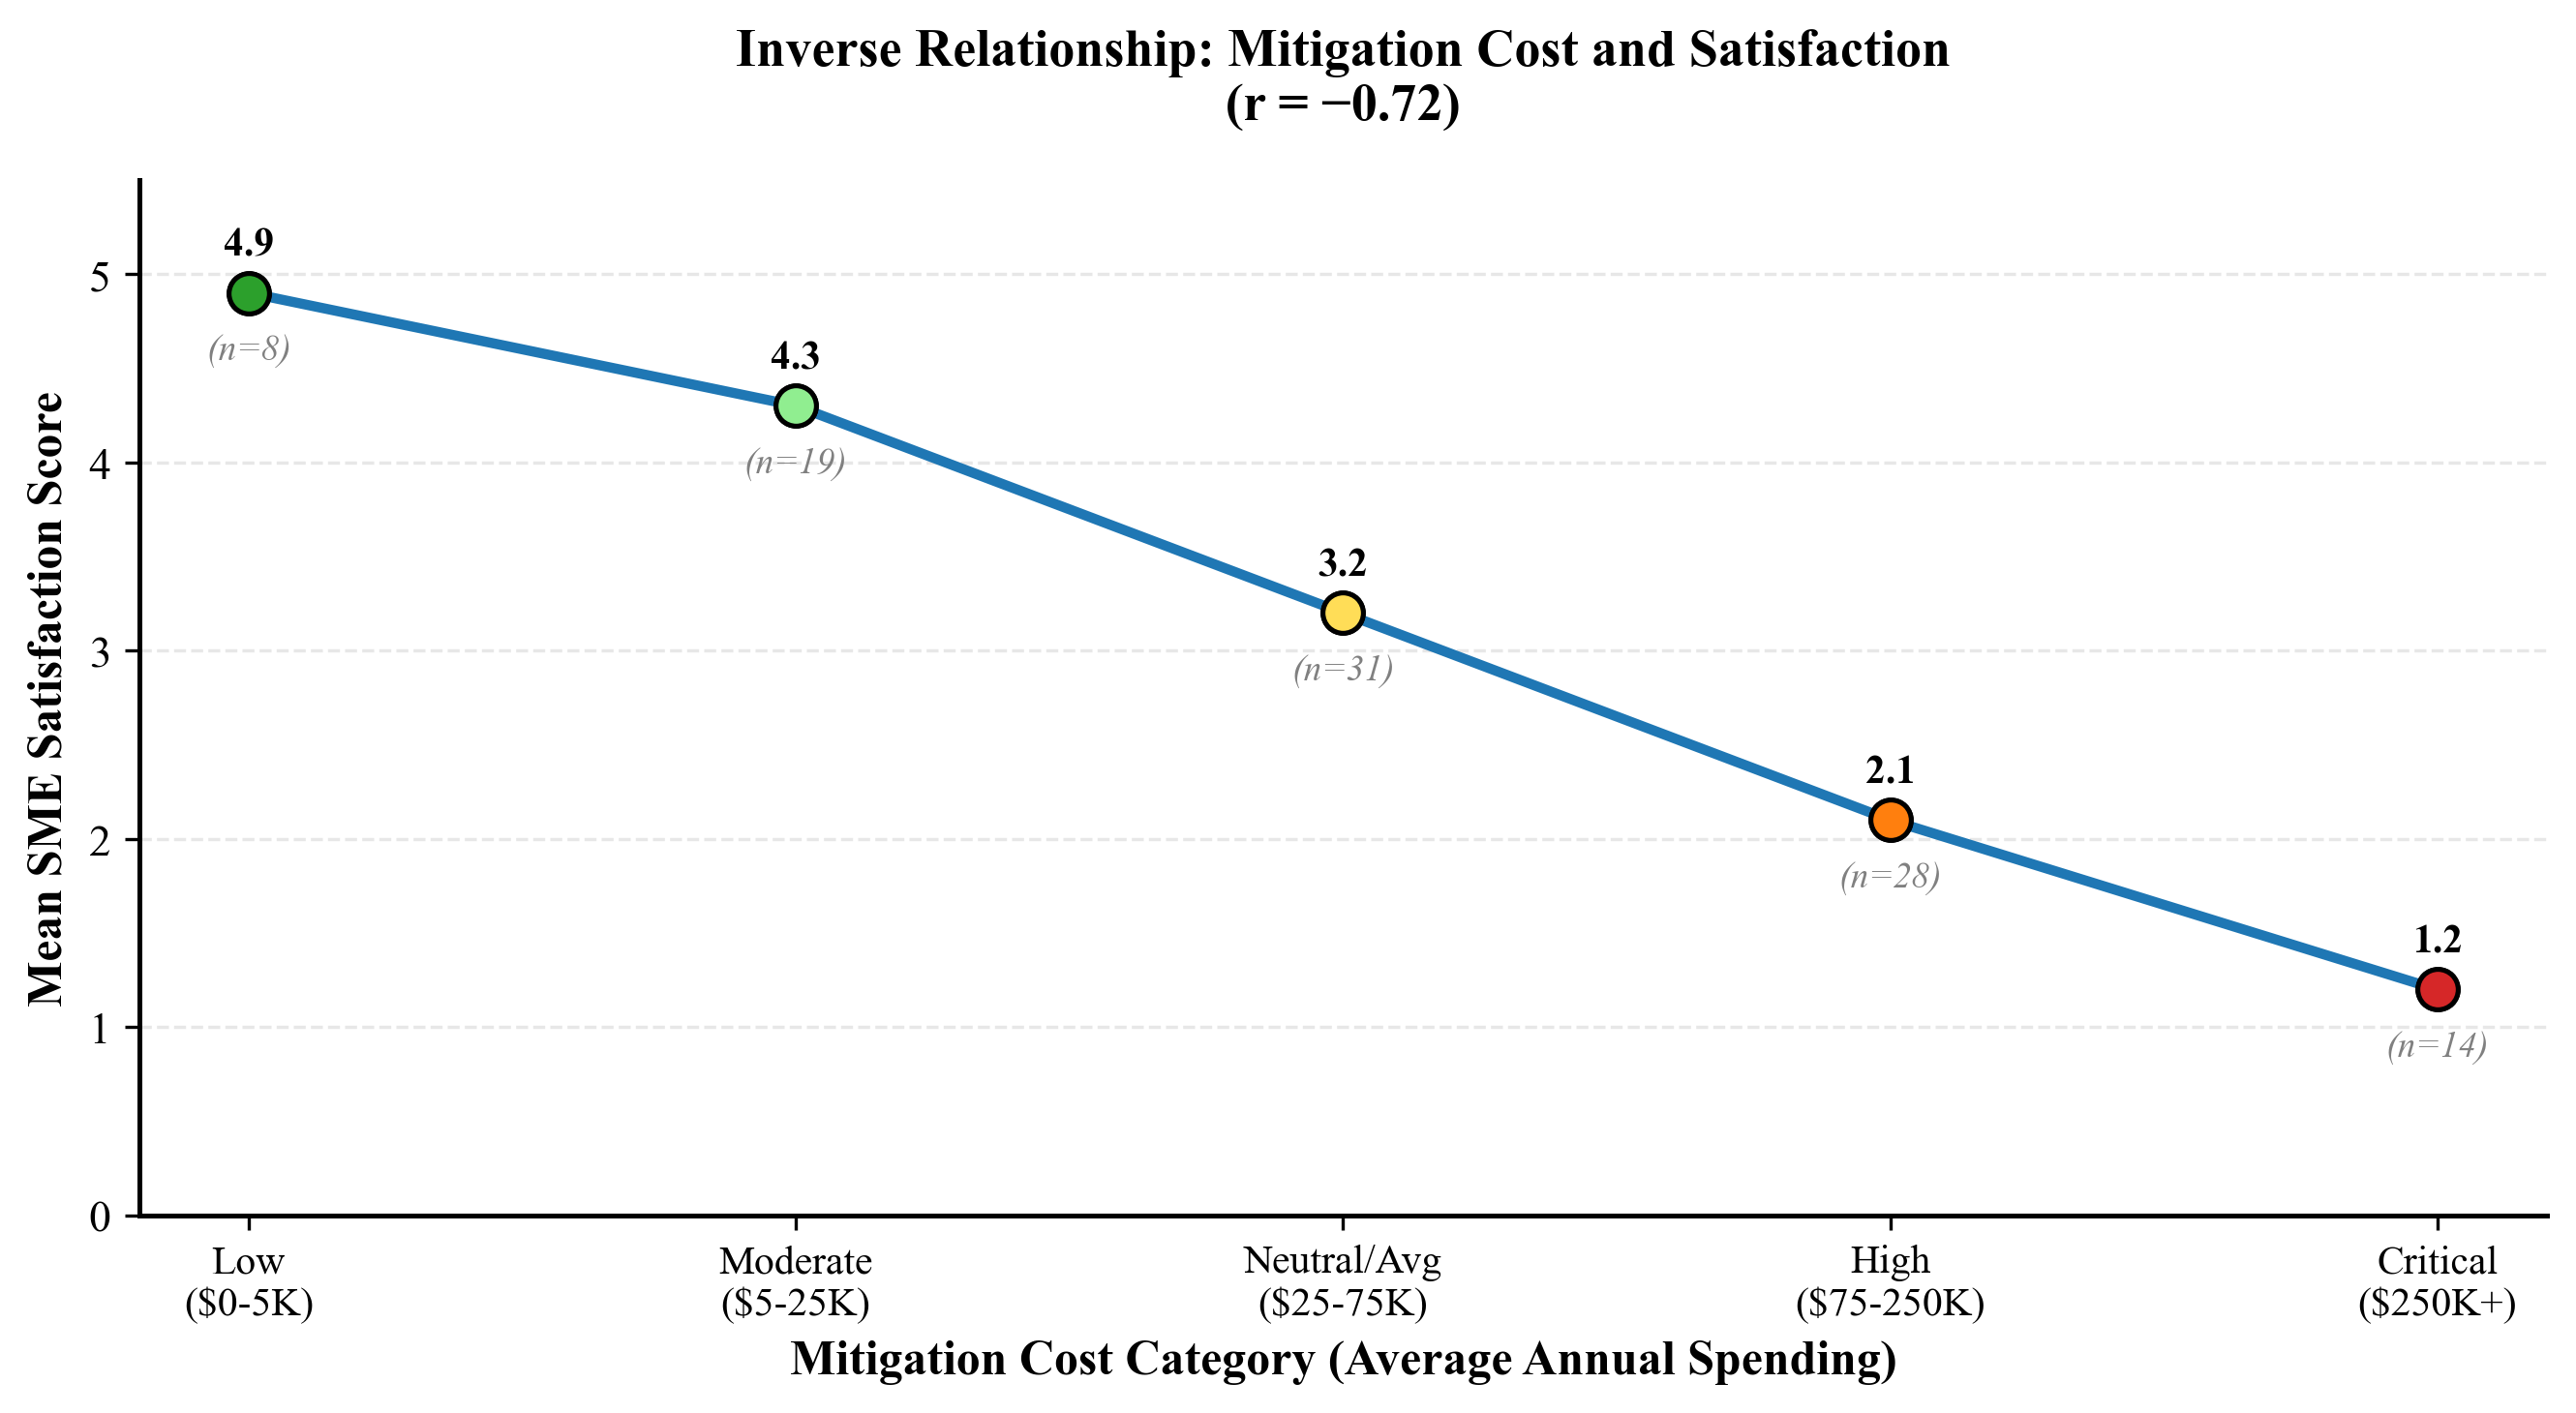 Inverse Relationship: Mitigation Cost and Satisfaction
(r = −0.72)
Mean SME Satisfaction Score
5
4
3
2
1
0
4.9
(n=8)
4.3
(n=19)
3.2
(n=31)
2.1
(n=28)
1.2
(n=14)
Low
($0-5K)
Moderate
($5-25K)
Neutral/Avg
($25-75K)
High
($75-250K)
Critical
($250K+)
Mitigation Cost Category (Average Annual Spending)